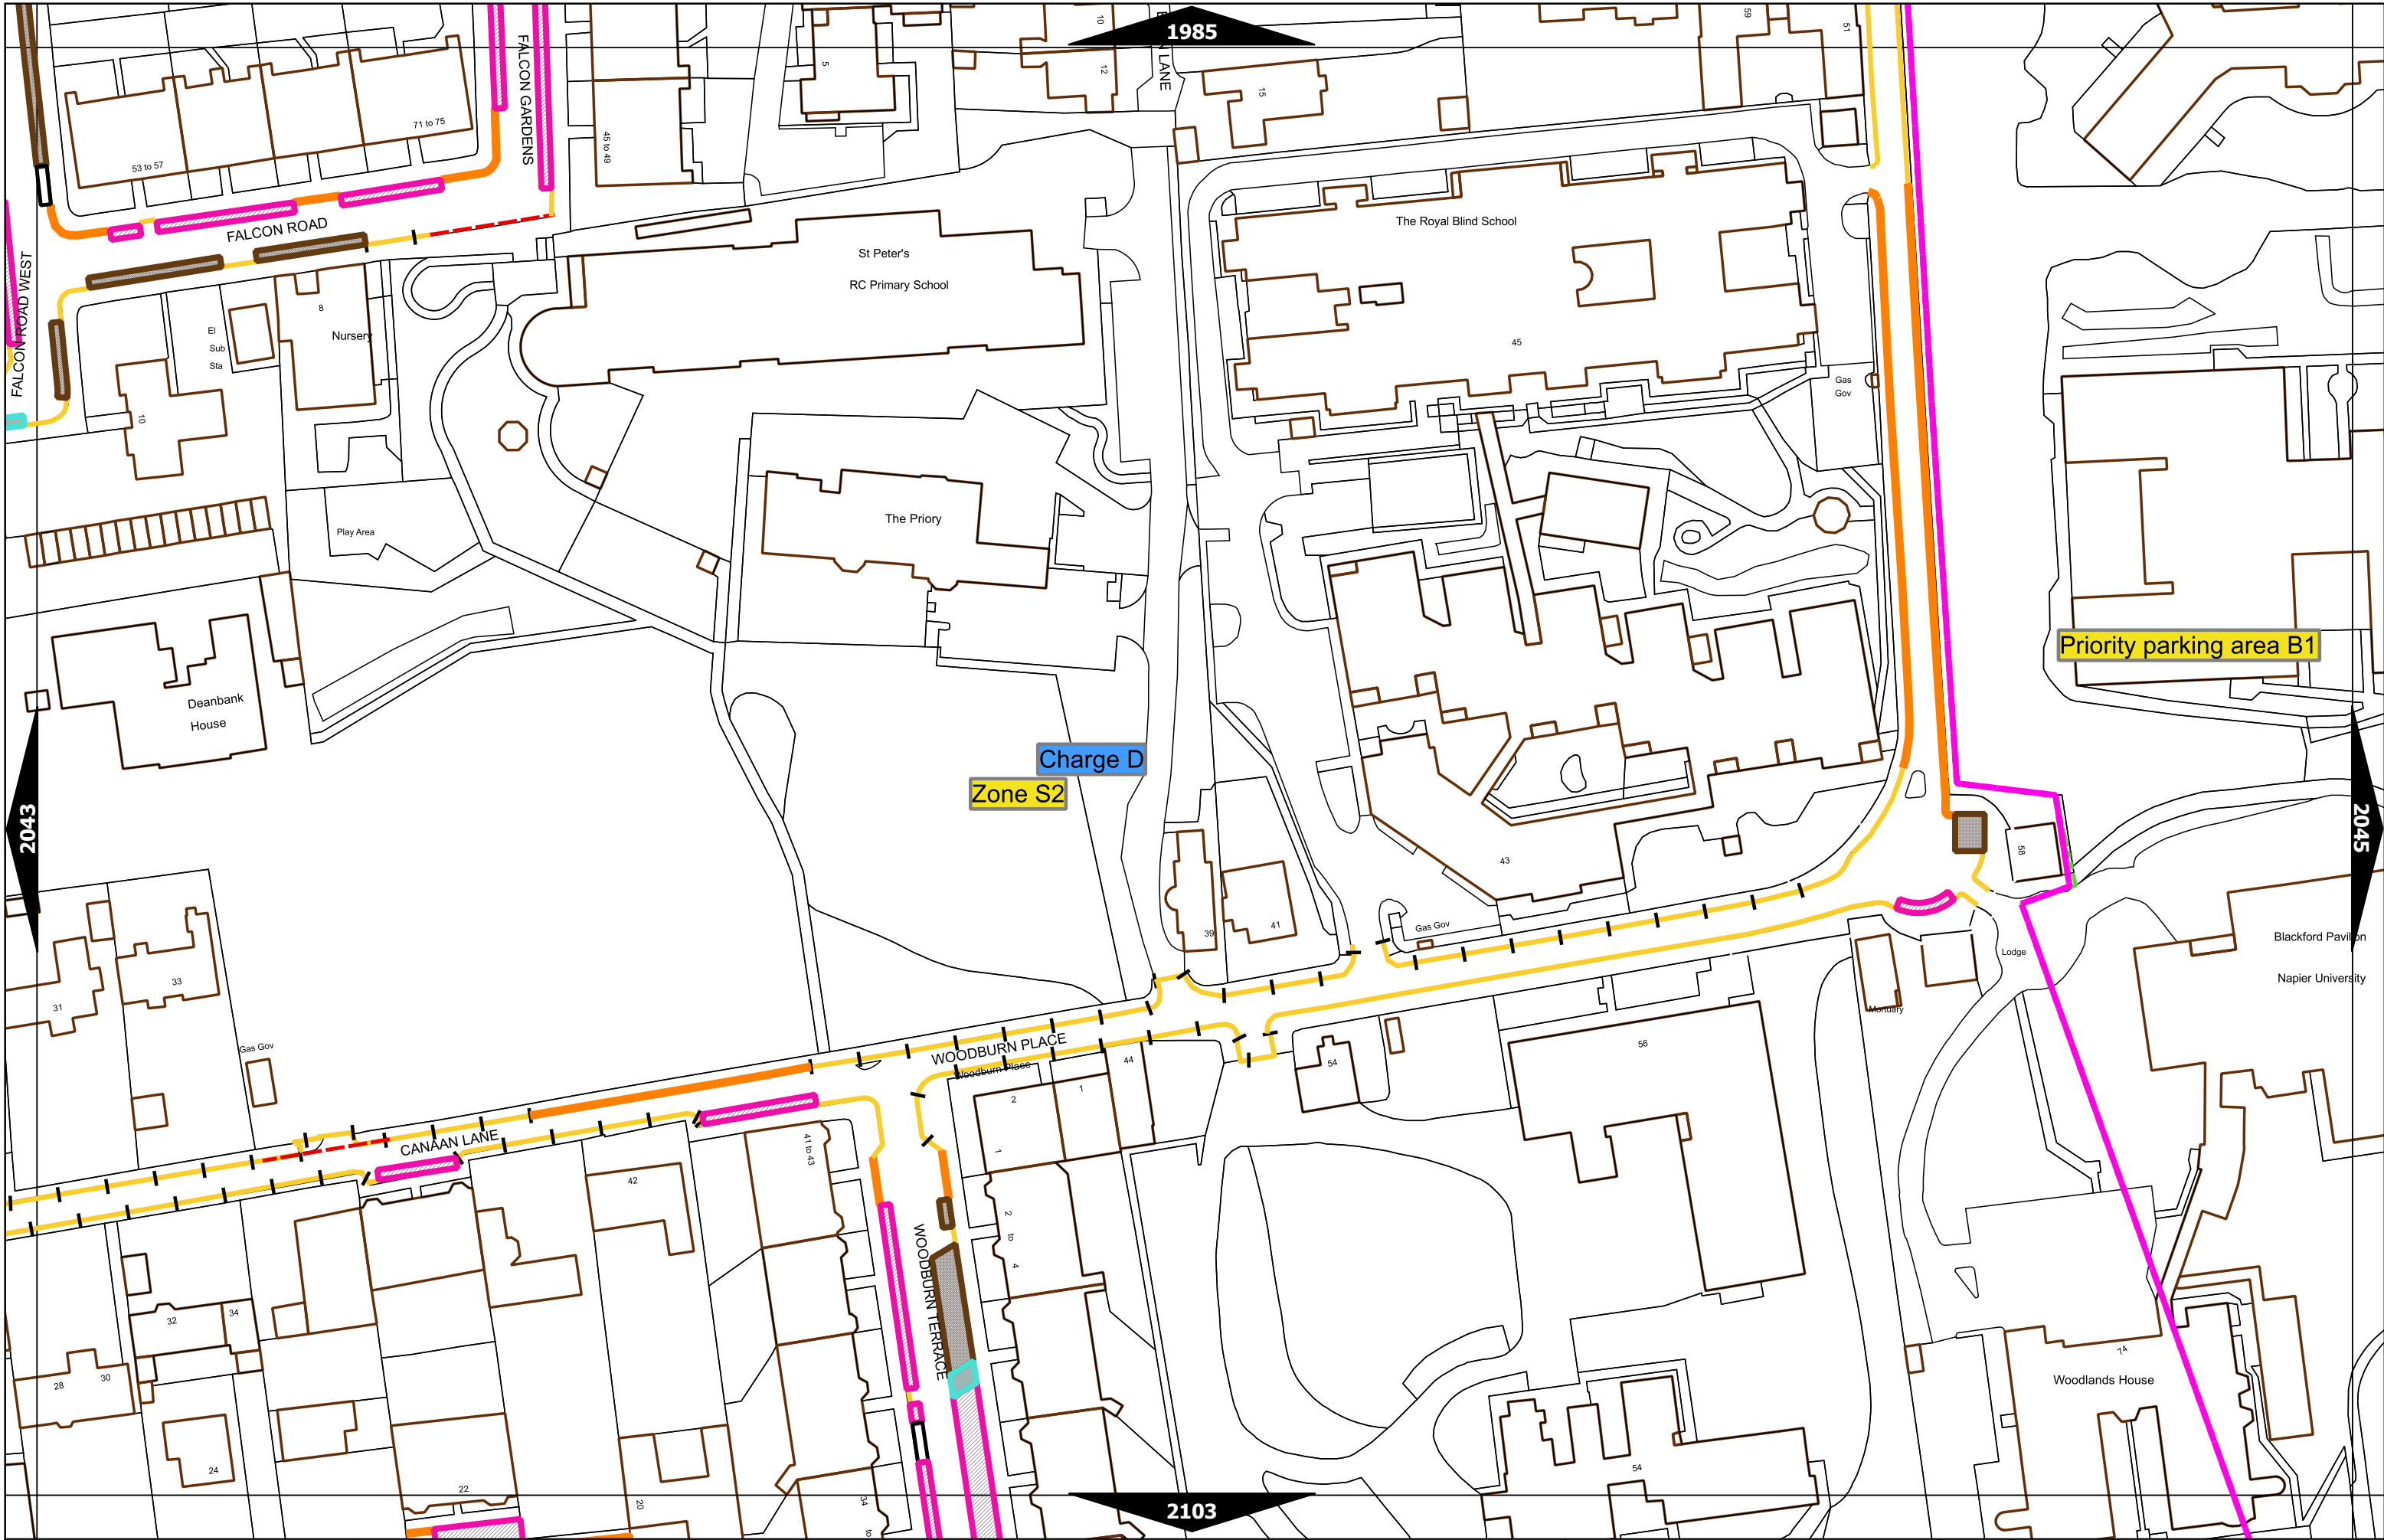 1985
10
59
51
FALCON GARDENS
5
12
LANE
15
71 to 75
53 to 57
45 to 49
FALCON ROAD
The Royal Blind School
St Peter's
RC Primary School
FALCON ROAD WEST
8
El
Sub
Sta
Nursery
45
Gas
Gov
10
The Priory
Play Area
Priority parking area B1
Deanbank
House
Charge D
Zone S2
2043
2045
58
43
39
41
Gas Gov
Blackford Pavilion
Lodge
Napier University
33
31
Mortuary
Gas Gov
WOODBURN PLACE
Woodburn Place
44
54
56
2
1
CANAAN LANE
41 to 43
1
42
2 to 4
WOODBURN TERRACE
32
34
28
30
74
Woodlands House
24
22
20
34 to
54
2103